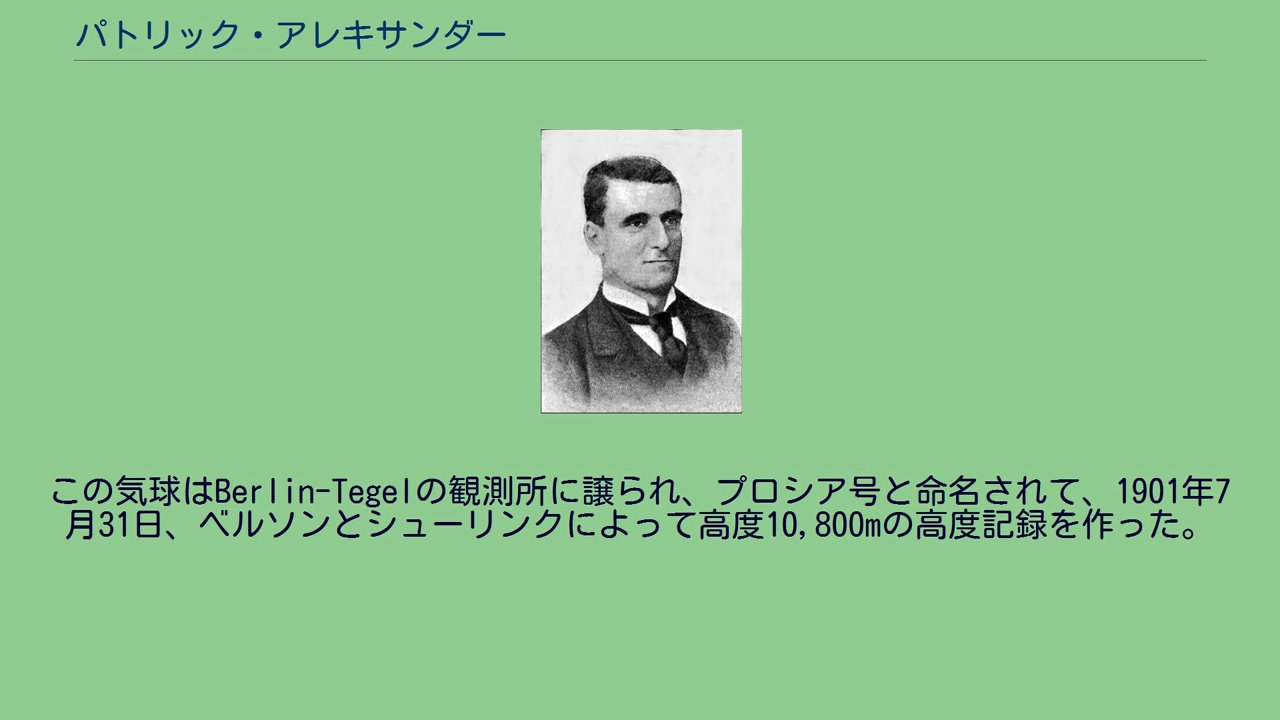 パトリック・アレキサンダー
この気球はBerlin-Tegelの観測所に譲られ、プロシア号と命名されて、1901年7
月31日、ベルソンとシューリンクによって高度10,800mの高度記録を作った。